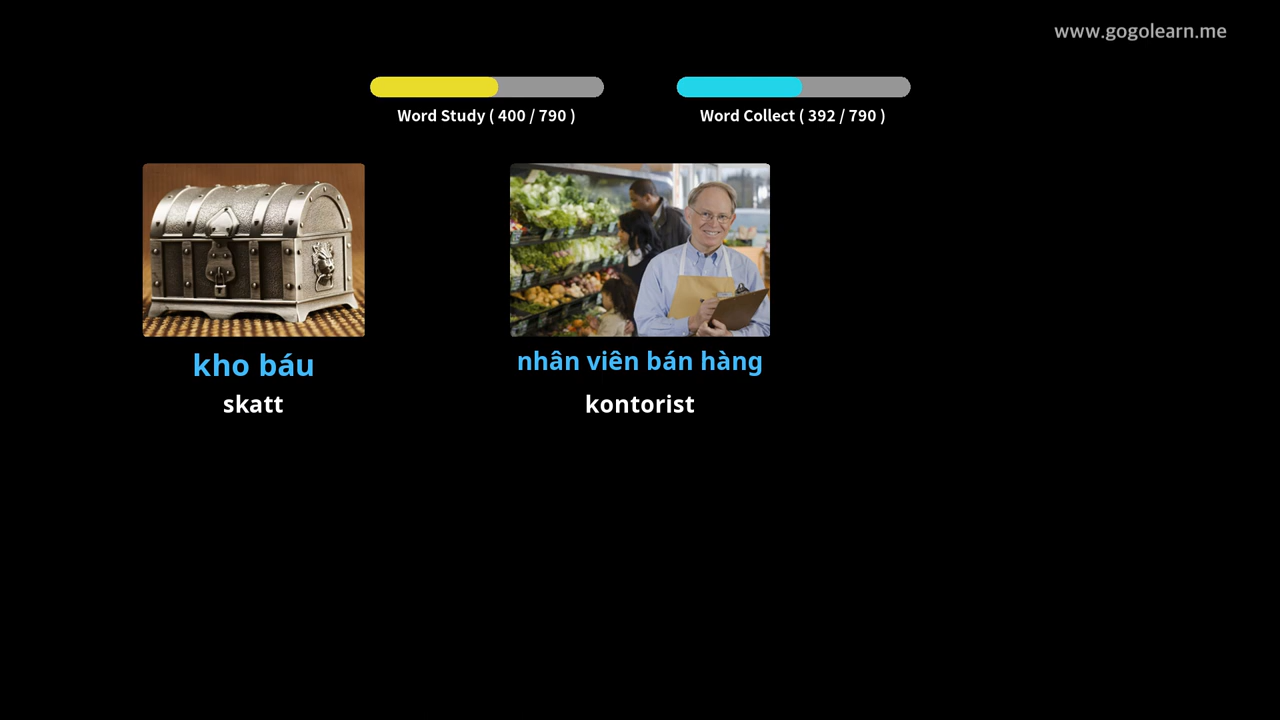 www.gogolearn.me
Word Study ( 400 / 790 )
Word Collect ( 392 / 790 )
kho báu
skatt
nhân viên bán hàng
kontorist